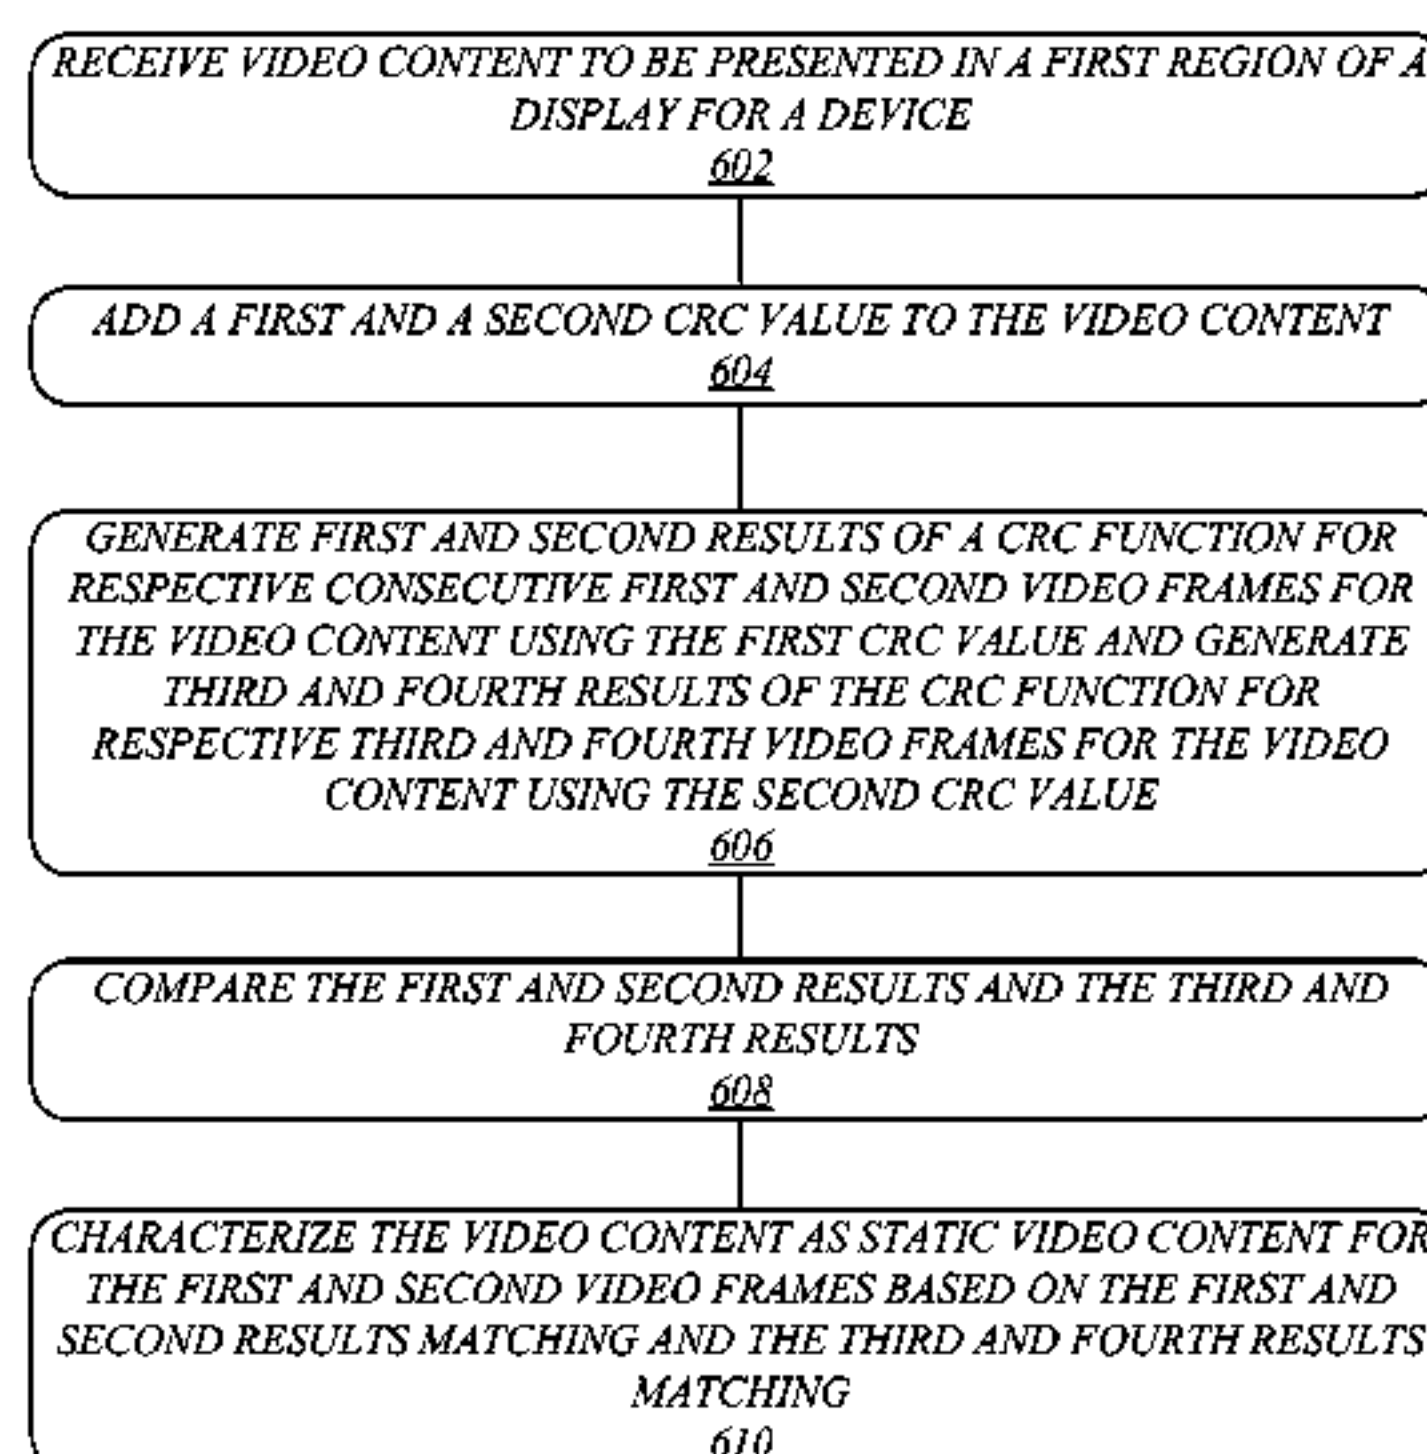 RECEIVE VIDEO CONTENT TO BE PRESENTED IN A FIRST REGION OF A
DISPLAY FOR A DEVICE
602
ADD A FIRST AND A SECOND CRC VALUE TO THE VIDEO CONTENT
604
GENERATE FIRST AND SECOND RESULTS OF A CRC FUNCTION FOR
RESPECTIVE CONSECUTIVE FIRST AND SECOND VIDEO FRAMES FOR
THE VIDEO CONTENT USING THE FIRST CRC VALUE AND GENERATE
THIRD AND FOURTH RESULTS OF THE CRC FUNCTION FOR
RESPECTIVE THIRD AND FOURTH VIDEO FRAMES FOR THE VIDEO
CONTENT USING THE SECOND CRC VALUE
606
COMPARE THE FIRST AND SECOND RESULTS AND THE THIRD AND
FOURTH RESULTS
608
CHARACTERIZE THE VIDEO CONTENT AS STATIC VIDEO CONTENT FOR
THE FIRST AND SECOND VIDEO FRAMES BASED ON THE FIRST AND
SECOND RESULTS MATCHING AND THE THIRD AND FOURTH RESULTS
MATCHING
610